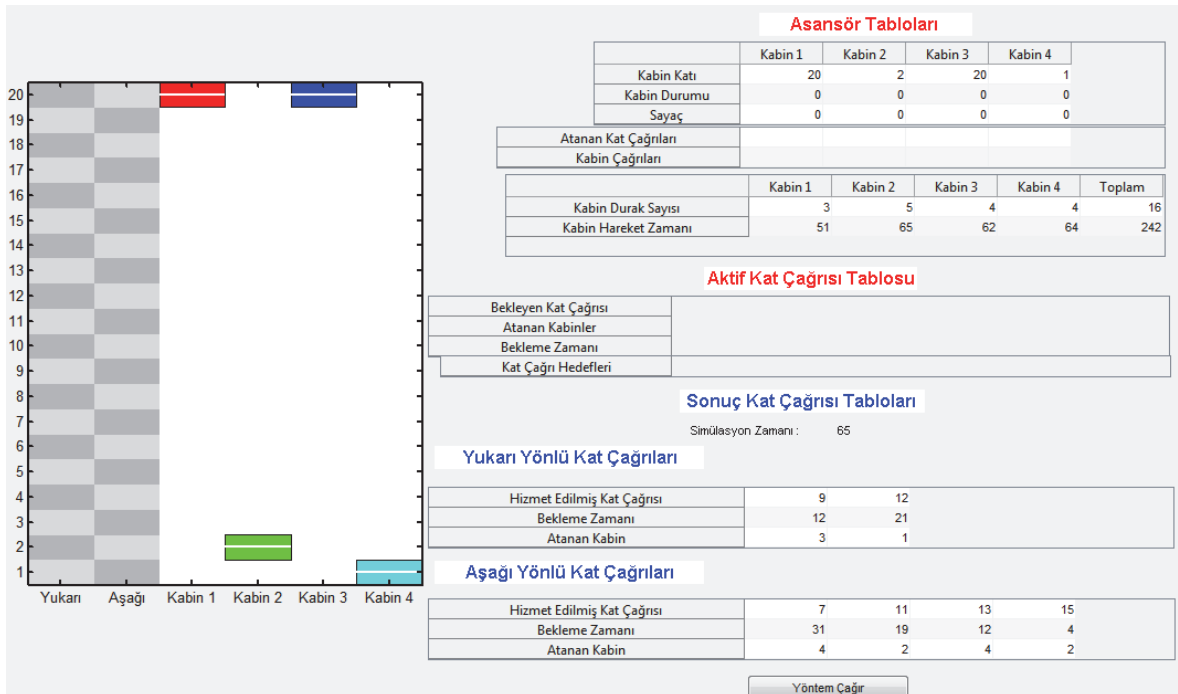 Asansör Tabloları
Kabin 1 Kabin 2 Kabin 3 Kabin 4
Kabin Katı 20 2 20 1
Kabin Durumu 0 0 0 0
Sayaç 0 0 0 0
Atanan Kat Çağrıları
Kabin Çağrıları
Kabin 1 Kabin 2 Kabin 3 Kabin 4 Toplam
Kabin Durak Sayısı 3 5 4 4 16
Kabin Hareket Zamanı 51 65 62 64 242
Aktif Kat Çağrısı Tablosu
Bekleyen Kat Çağrısı
Atanan Kabinler
Bekleme Zamanı
Kat Çağrı Hedefleri
Sonuç Kat Çağrısı Tabloları
Simülasyon Zamanı : 65
Yukarı Yönlü Kat Çağrıları
Hizmet Edilmiş Kat Çağrısı 9 12
Bekleme Zamanı 12 21
Atanan Kabin 3 1
Aşağı Yönlü Kat Çağrıları
Hizmet Edilmiş Kat Çağrısı 7 11 13 15
Bekleme Zamanı 31 19 12 4
Atanan Kabin 4 2 4 2
Yöntem Çağır
20
19
18
17
16
15
14
13
12
11
10
9
8
7
6
5
4
3
2
1
Yukarı Aşağı Kabin 1 Kabin 2 Kabin 3 Kabin 4